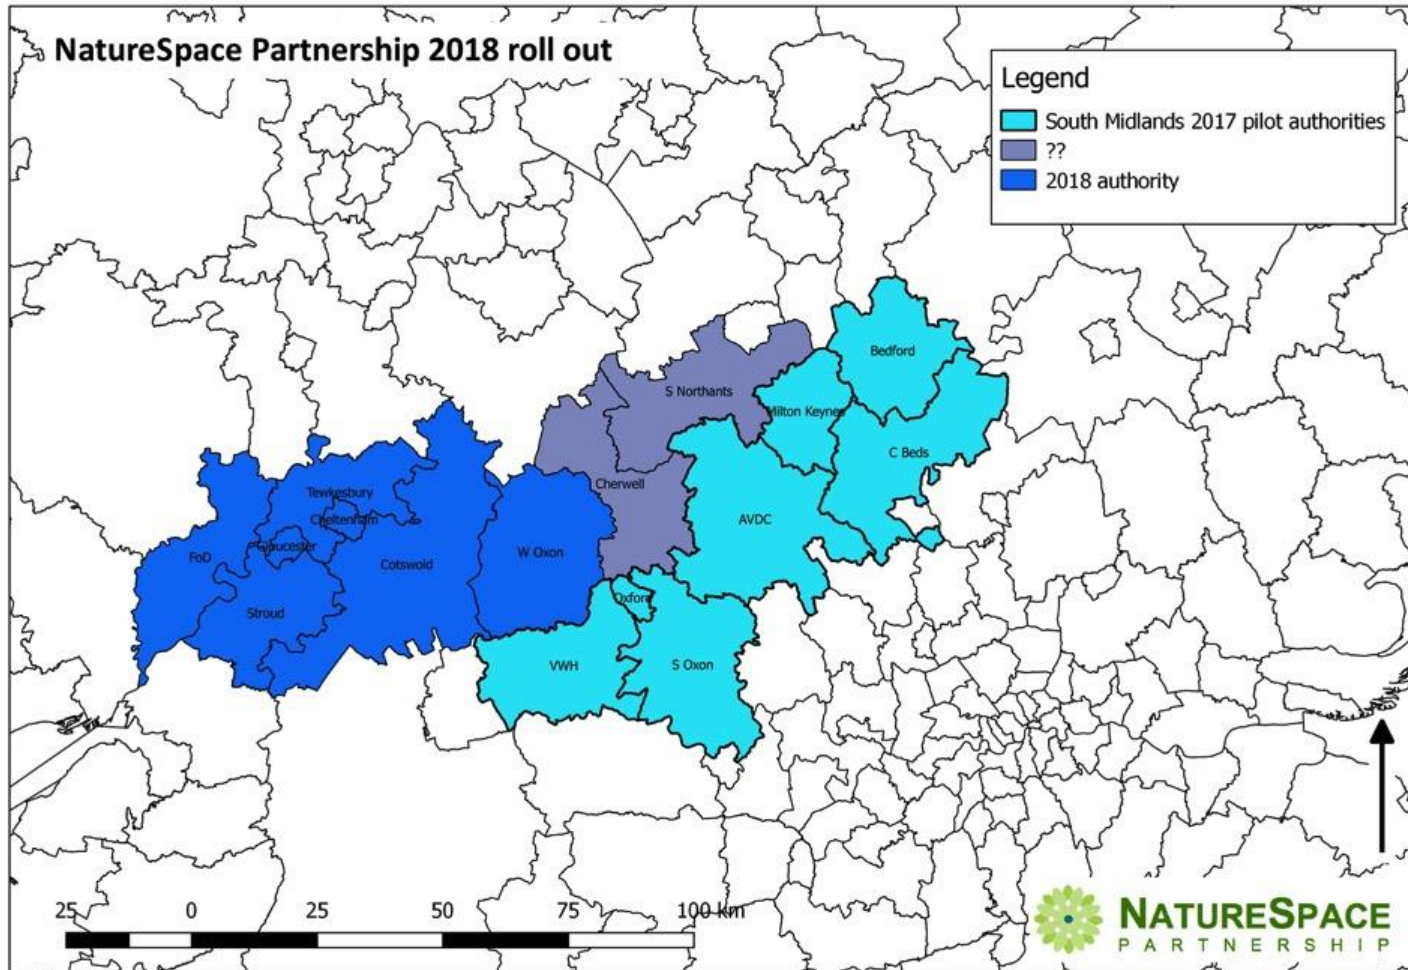 NatureSpace Partnership 2018 roll out
Legend
South Midlands 2017 pilot authorities
??
2018 authority
Bedford
S Northants
Milton Keynes
C Beds
Cherwell
Tewkesbury
Cheltenham
AVDC
Gloucester
W Oxon
FoD
Cotswold
Oxford
Stroud
VWH
S Oxon
25 0 25 50 75 100 km
NATURESPACE
PARTNERSHIP